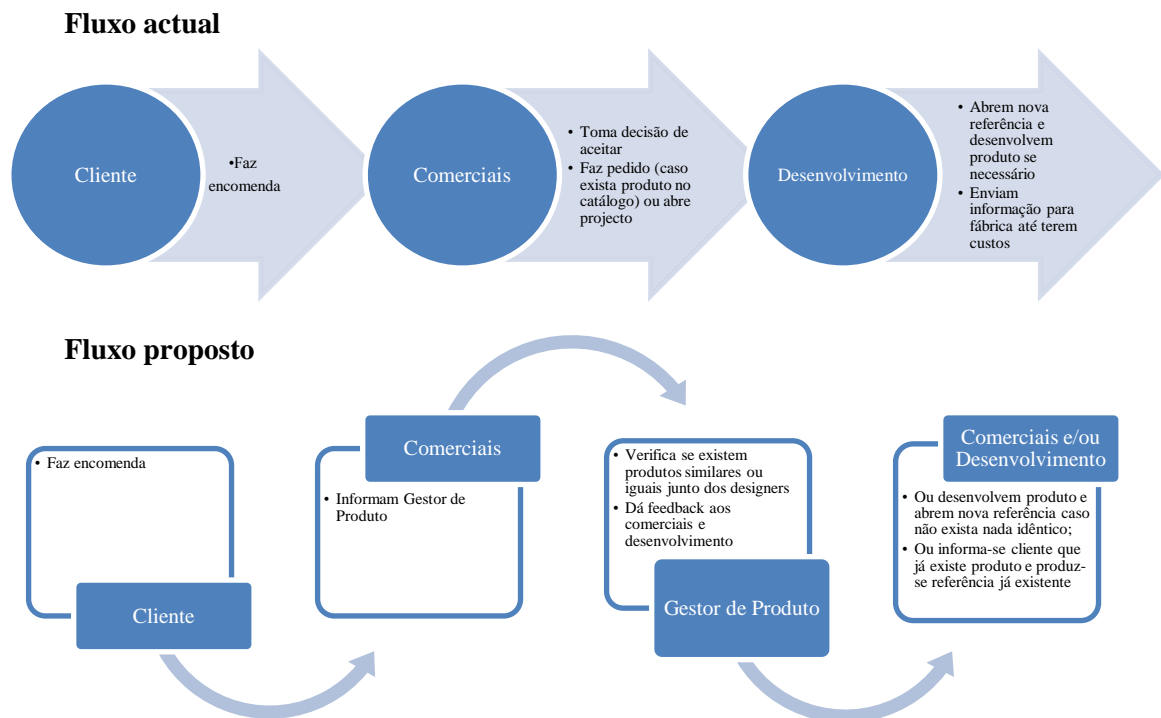 Fluxo actual
Cliente
•Faz
encomenda
Comerciais
• Toma decisão de
aceitar
• Faz pedido (caso
exista produto no
catálogo) ou abre
projecto
Desenvolvimento
• Abrem nova
referência e
desenvolvem
produto se
necessário
• Enviam
informação para
fábrica até terem
custos
Fluxo proposto
• Faz encomenda
Cliente
Comerciais
• Informam Gestor de
Produto
• Verifica se existem
produtos similares ou
iguais junto dos designers
• Dá feedback aos
comerciais e
desenvolvimento
Gestor de Produto
Comerciais e/ou
Desenvolvimento
• Ou desenvolvem produto e
abrem nova referência caso
não exista nada idêntico;
• Ou informa-se cliente que
já existe produto e produz-
se referência já existente